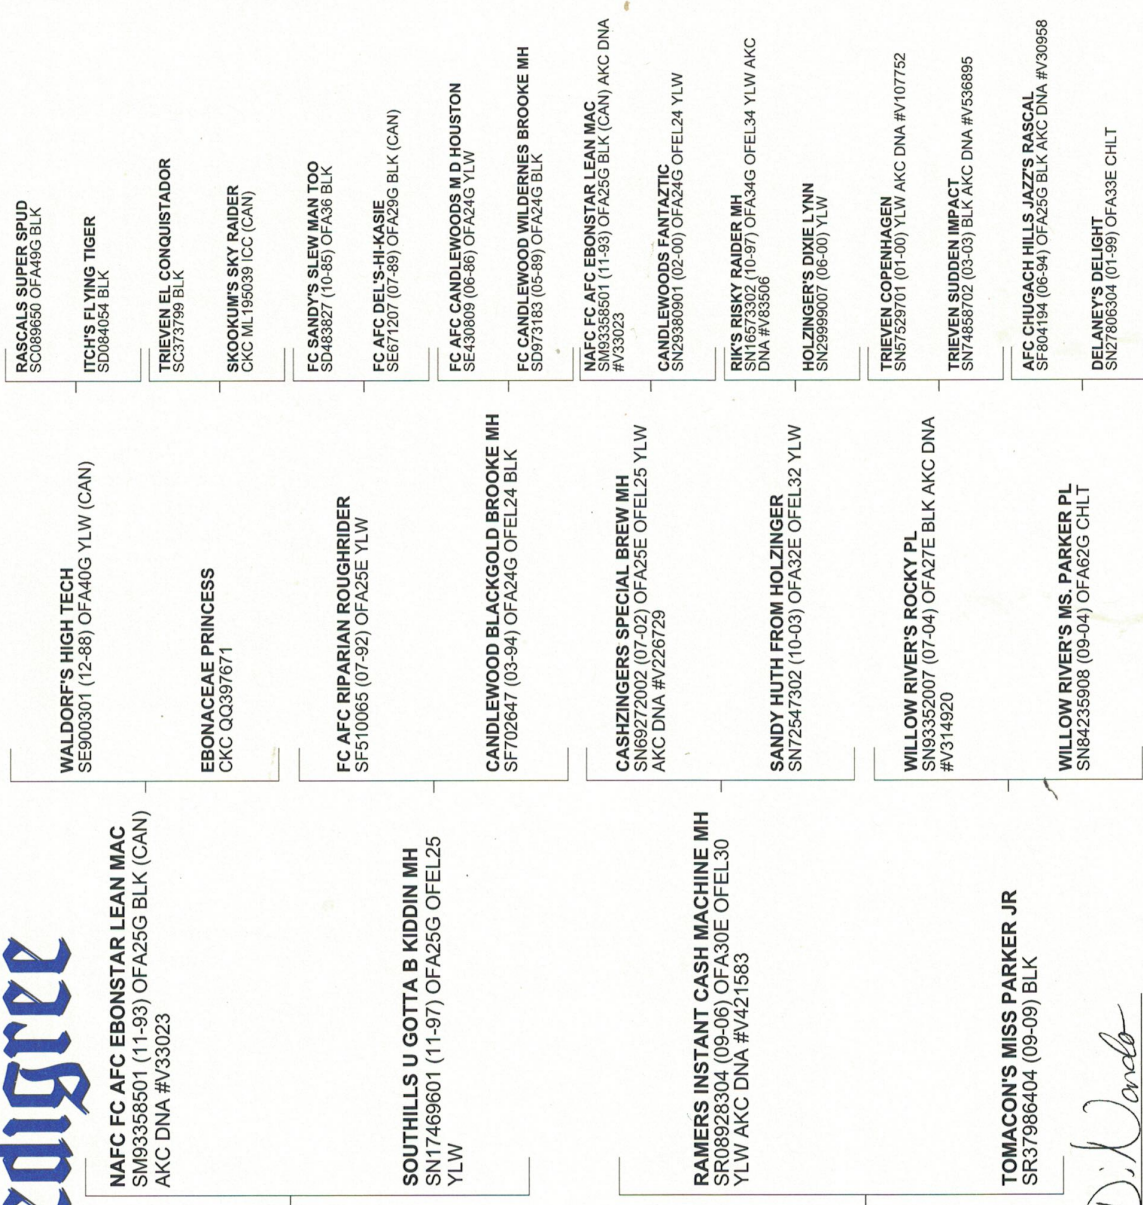 edigree
NAFC FC AFC EBONSTAR LEAN MAC
SM93358501 (11-93) OFA25G BLK (CAN)
AKC DNA #V33023
SOUTHILLS U GOTTA B KIDDIN MH
SN17469601 (11-97) OFA25G OFEL25
YLW
RAMERS INSTANT CASH MACHINE MH
SR08928304 (09-06) OFA30E OFEL30
YLW AKC DNA #V421583
TOMACON'S MISS PARKER JR
SR37986404 (09-09) BLK
WALDORF'S HIGH TECH
SE900301 (12-88) OFA40G YLW (CAN)
EBONACEAE PRINCESS
CKC QQ397671
FC AFC RIPARIAN ROUGHRIDER
SF510065 (07-92) OFA25E YLW
CANDLEWOOD BLACKGOLD BROOKE MH
SF702647 (03-94) OFA24G OFEL24 BLK
CASHZINGERS SPECIAL BREW MH
SN69272002 (07-02) OFA25E OFEL25 YLW
AKC DNA #V226729
SANDY HUTH FROM HOLZINGER
SN72547302 (10-03) OFA32E OFEL32 YLW
WILLOW RIVER'S ROCKY PL
SN93352007 (07-04) OFA27E BLK AKC DNA
#V314920
WILLOW RIVER'S MS. PARKER PL
SN84235908 (09-04) OFA62G CHLT
RASCALS SUPER SPUD
SC089650 OFA49G BLK
ITCH'S FLYING TIGER
SD084054 BLK
TRIEVEN EL CONQUISTADOR
SC373799 BLK
SKOOKUM'S SKY RAIDER
CKC ML195039 ICC (CAN)
FC SANDY'S SLEW MAN TOO
SD483827 (10-85) OFA36 BLK
FC AFC DEL'S-HI-KASIE
SE671207 (07-89) OFA29G BLK (CAN)
FC AFC CANDLEWOODS M D HOUSTON
SE430809 (06-86) OFA24G YLW
FC CANDLEWOOD WILDERNES BROOKE MH
SD973183 (05-89) OFA24G BLK
NAFC FC AFC EBONSTAR LEAN MAC
SM93358501 (11-93) OFA25G BLK (CAN) AKC DNA
#V33023
CANDLEWOODS FANTAZTIC
SN29380901 (02-00) OFA24G OFEL24 YLW
RIK'S RISKY RAIDER MH
SN16573302 (10-97) OFA34G OFEL34 YLW AKC
DNA #V83506
HOLZINGER'S DIXIE LYNN
SN29999007 (06-00) YLW
TRIEVEN COPENHAGEN
SN57529701 (01-00) YLW AKC DNA #V107752
TRIEVEN SUDDEN IMPACT
SN74858702 (03-03) BLK AKC DNA #V536895
AFC CHUGACH HILLS JAZZ'S RASCAL
SF804194 (06-94) OFA25G BLK AKC DNA #V30958
DELANEY'S DELIGHT
SN27806304 (01-99) OFA33E CHLT